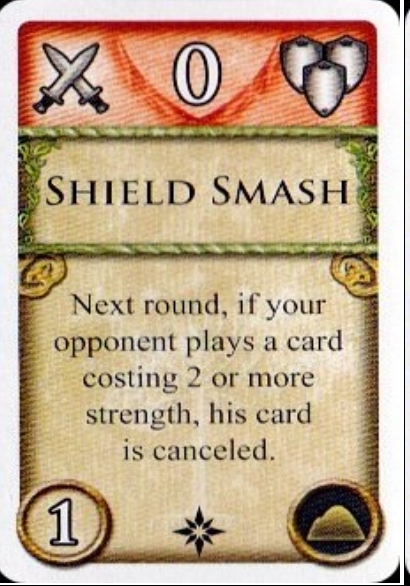 0
SHIELD SMASH
Next round, if your
opponent plays a card
costing 2 or more
strength, his card
is canceled.
1